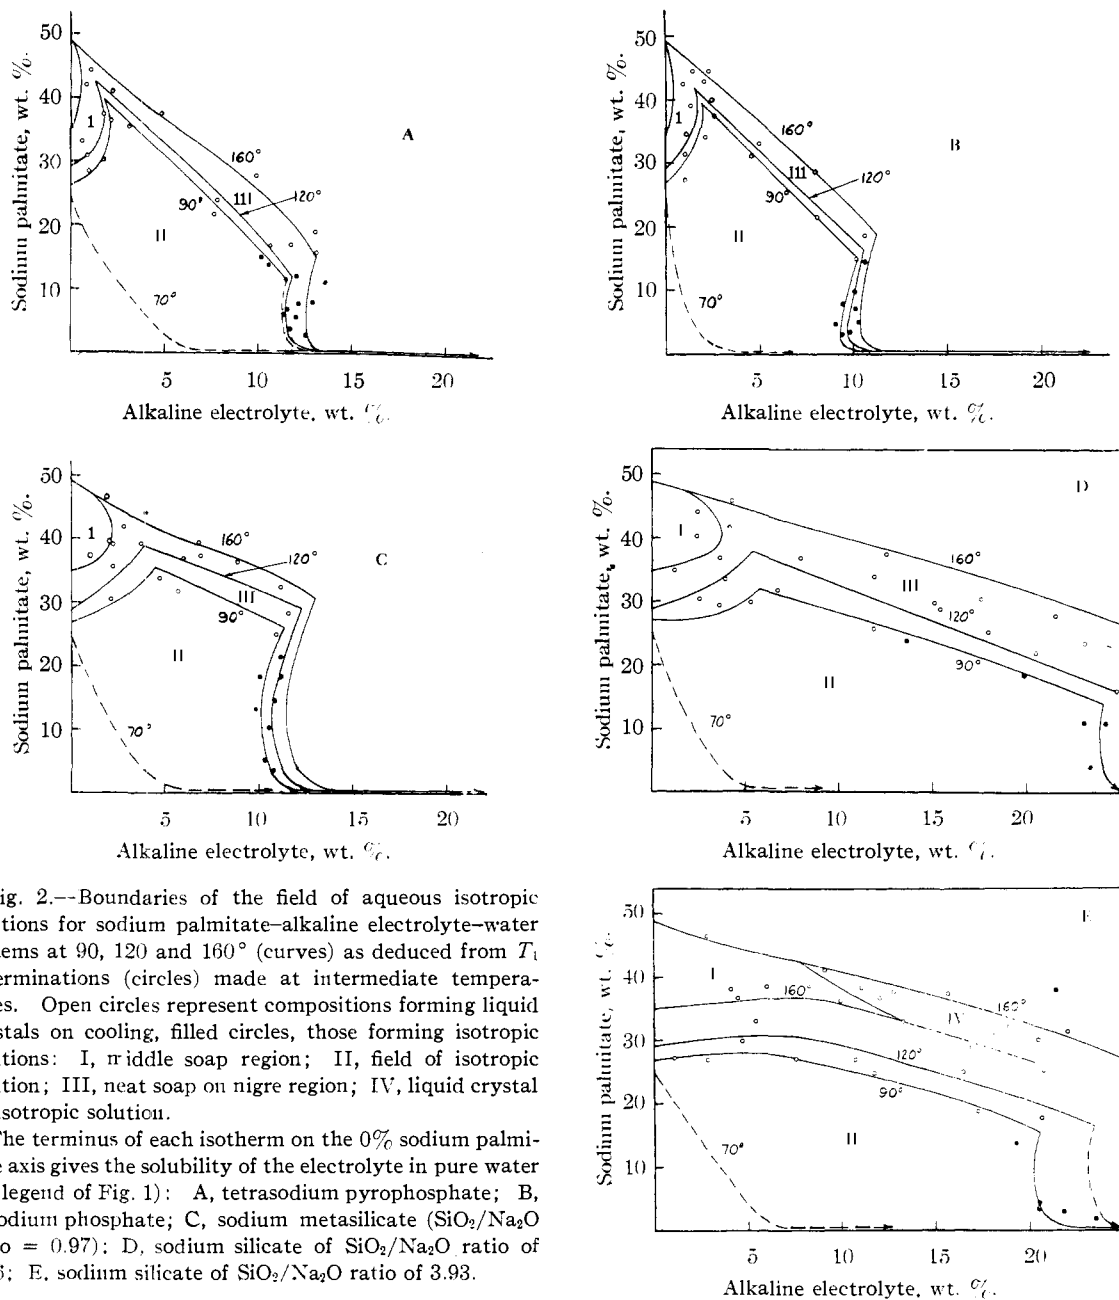 50
40
30
20
10
Sodium palmitate, wt. %.
I
II
III
160°
120°
90°
70°
A
5 10 15 20
Alkaline electrolyte, wt. %.
50
40
30
20
10
Sodium palmitate, wt. %.
I
II
III
160°
120°
90°
70°
B
5 10 15 20
Alkaline electrolyte, wt. %.
50
40
30
20
10
Sodium palmitate, wt. %.
I
II
III
160°
120°
90°
70°
C
5 10 15 20
Alkaline electrolyte, wt. %.
50
40
30
20
10
Sodium palmitate, wt. %.
I
II
III
160°
120°
90°
70°
D
5 10 15 20
Alkaline electrolyte, wt. %.
ig. 2.--Boundaries of the field of aqueous isotropic
tions for sodium palmitate–alkaline electrolyte–water
ems at 90, 120 and 160° (curves) as deduced from T1
erminations (circles) made at intermediate tempera-
es. Open circles represent compositions forming liquid
stals on cooling, filled circles, those forming isotropic
tions: I, middle soap region; II, field of isotropic
tion; III, neat soap on nigre region; IV, liquid crystal
isotropic solution.
The terminus of each isotherm on the 0% sodium palmi-
e axis gives the solubility of the electrolyte in pure water
legend of Fig. 1): A, tetrasodium pyrophosphate; B,
odium phosphate; C, sodium metasilicate (SiO2/Na2O
o = 0.97); D, sodium silicate of SiO2/Na2O ratio of
; E, sodium silicate of SiO2/Na2O ratio of 3.93.
50
40
30
20
10
Sodium palmitate, wt. %.
I
II
IV
160°
160°
120°
90°
70°
E
5 10 15 20
Alkaline electrolyte, wt. %.